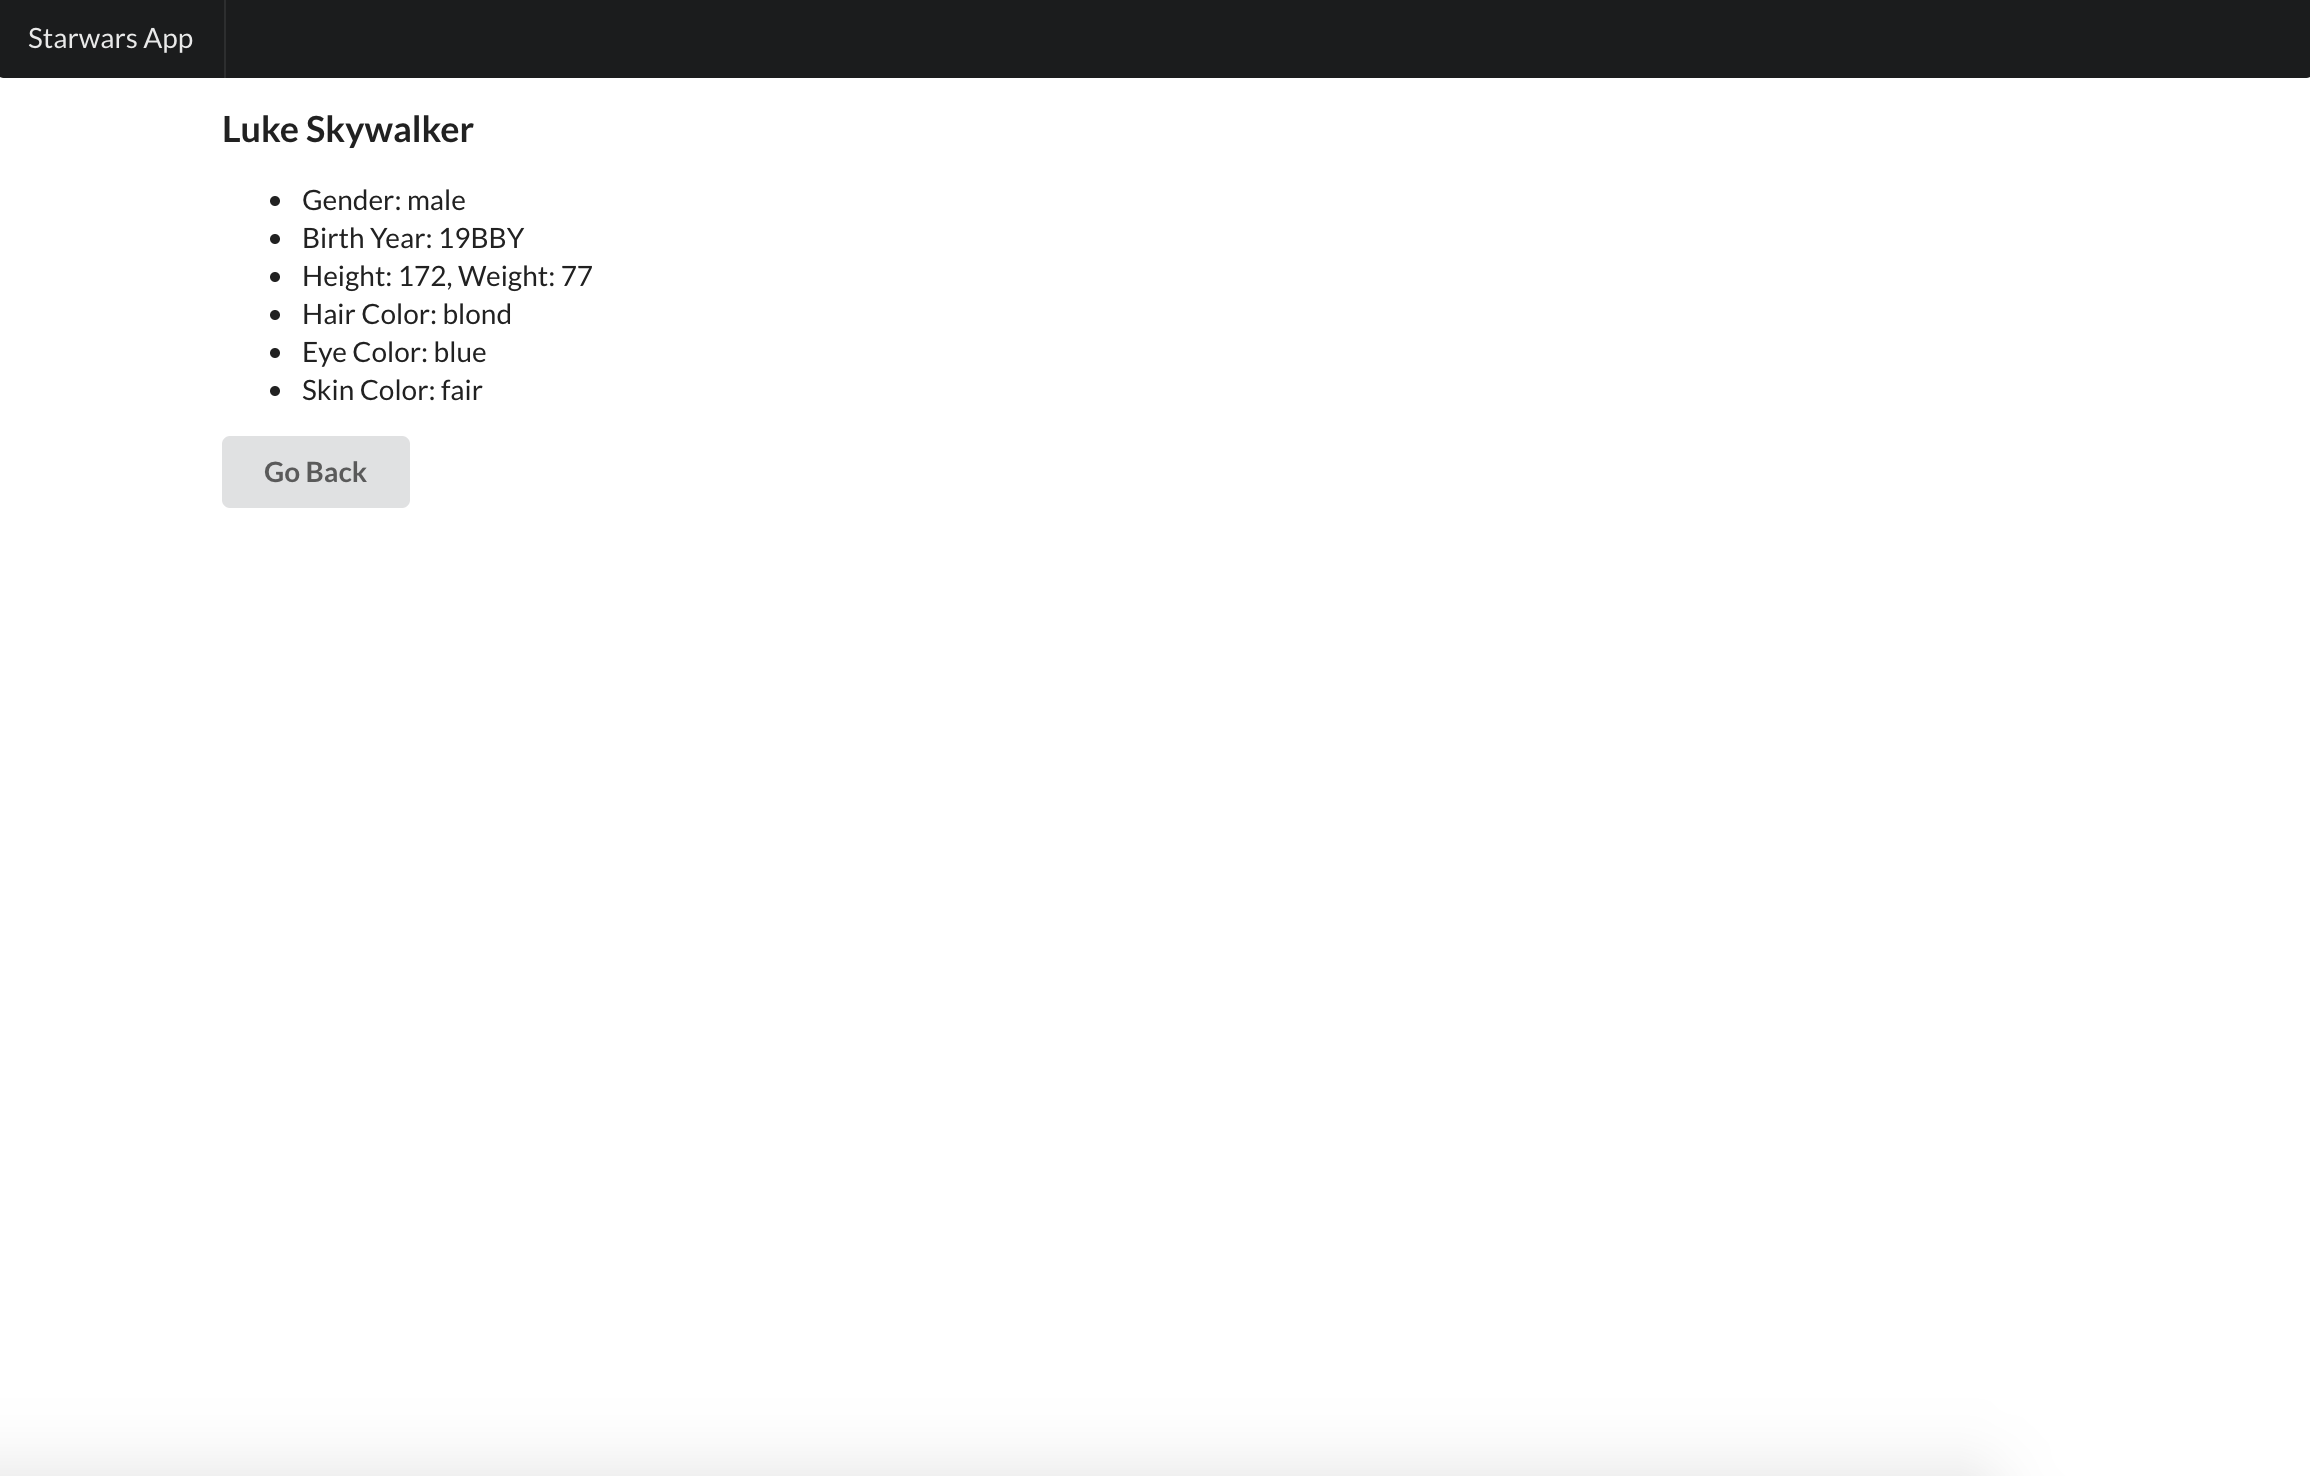 Starwars App
Luke Skywalker
Gender: male
Birth Year: 19BBY
Height: 172, Weight: 77
Hair Color: blond
Eye Color: blue
Skin Color: fair
Go Back